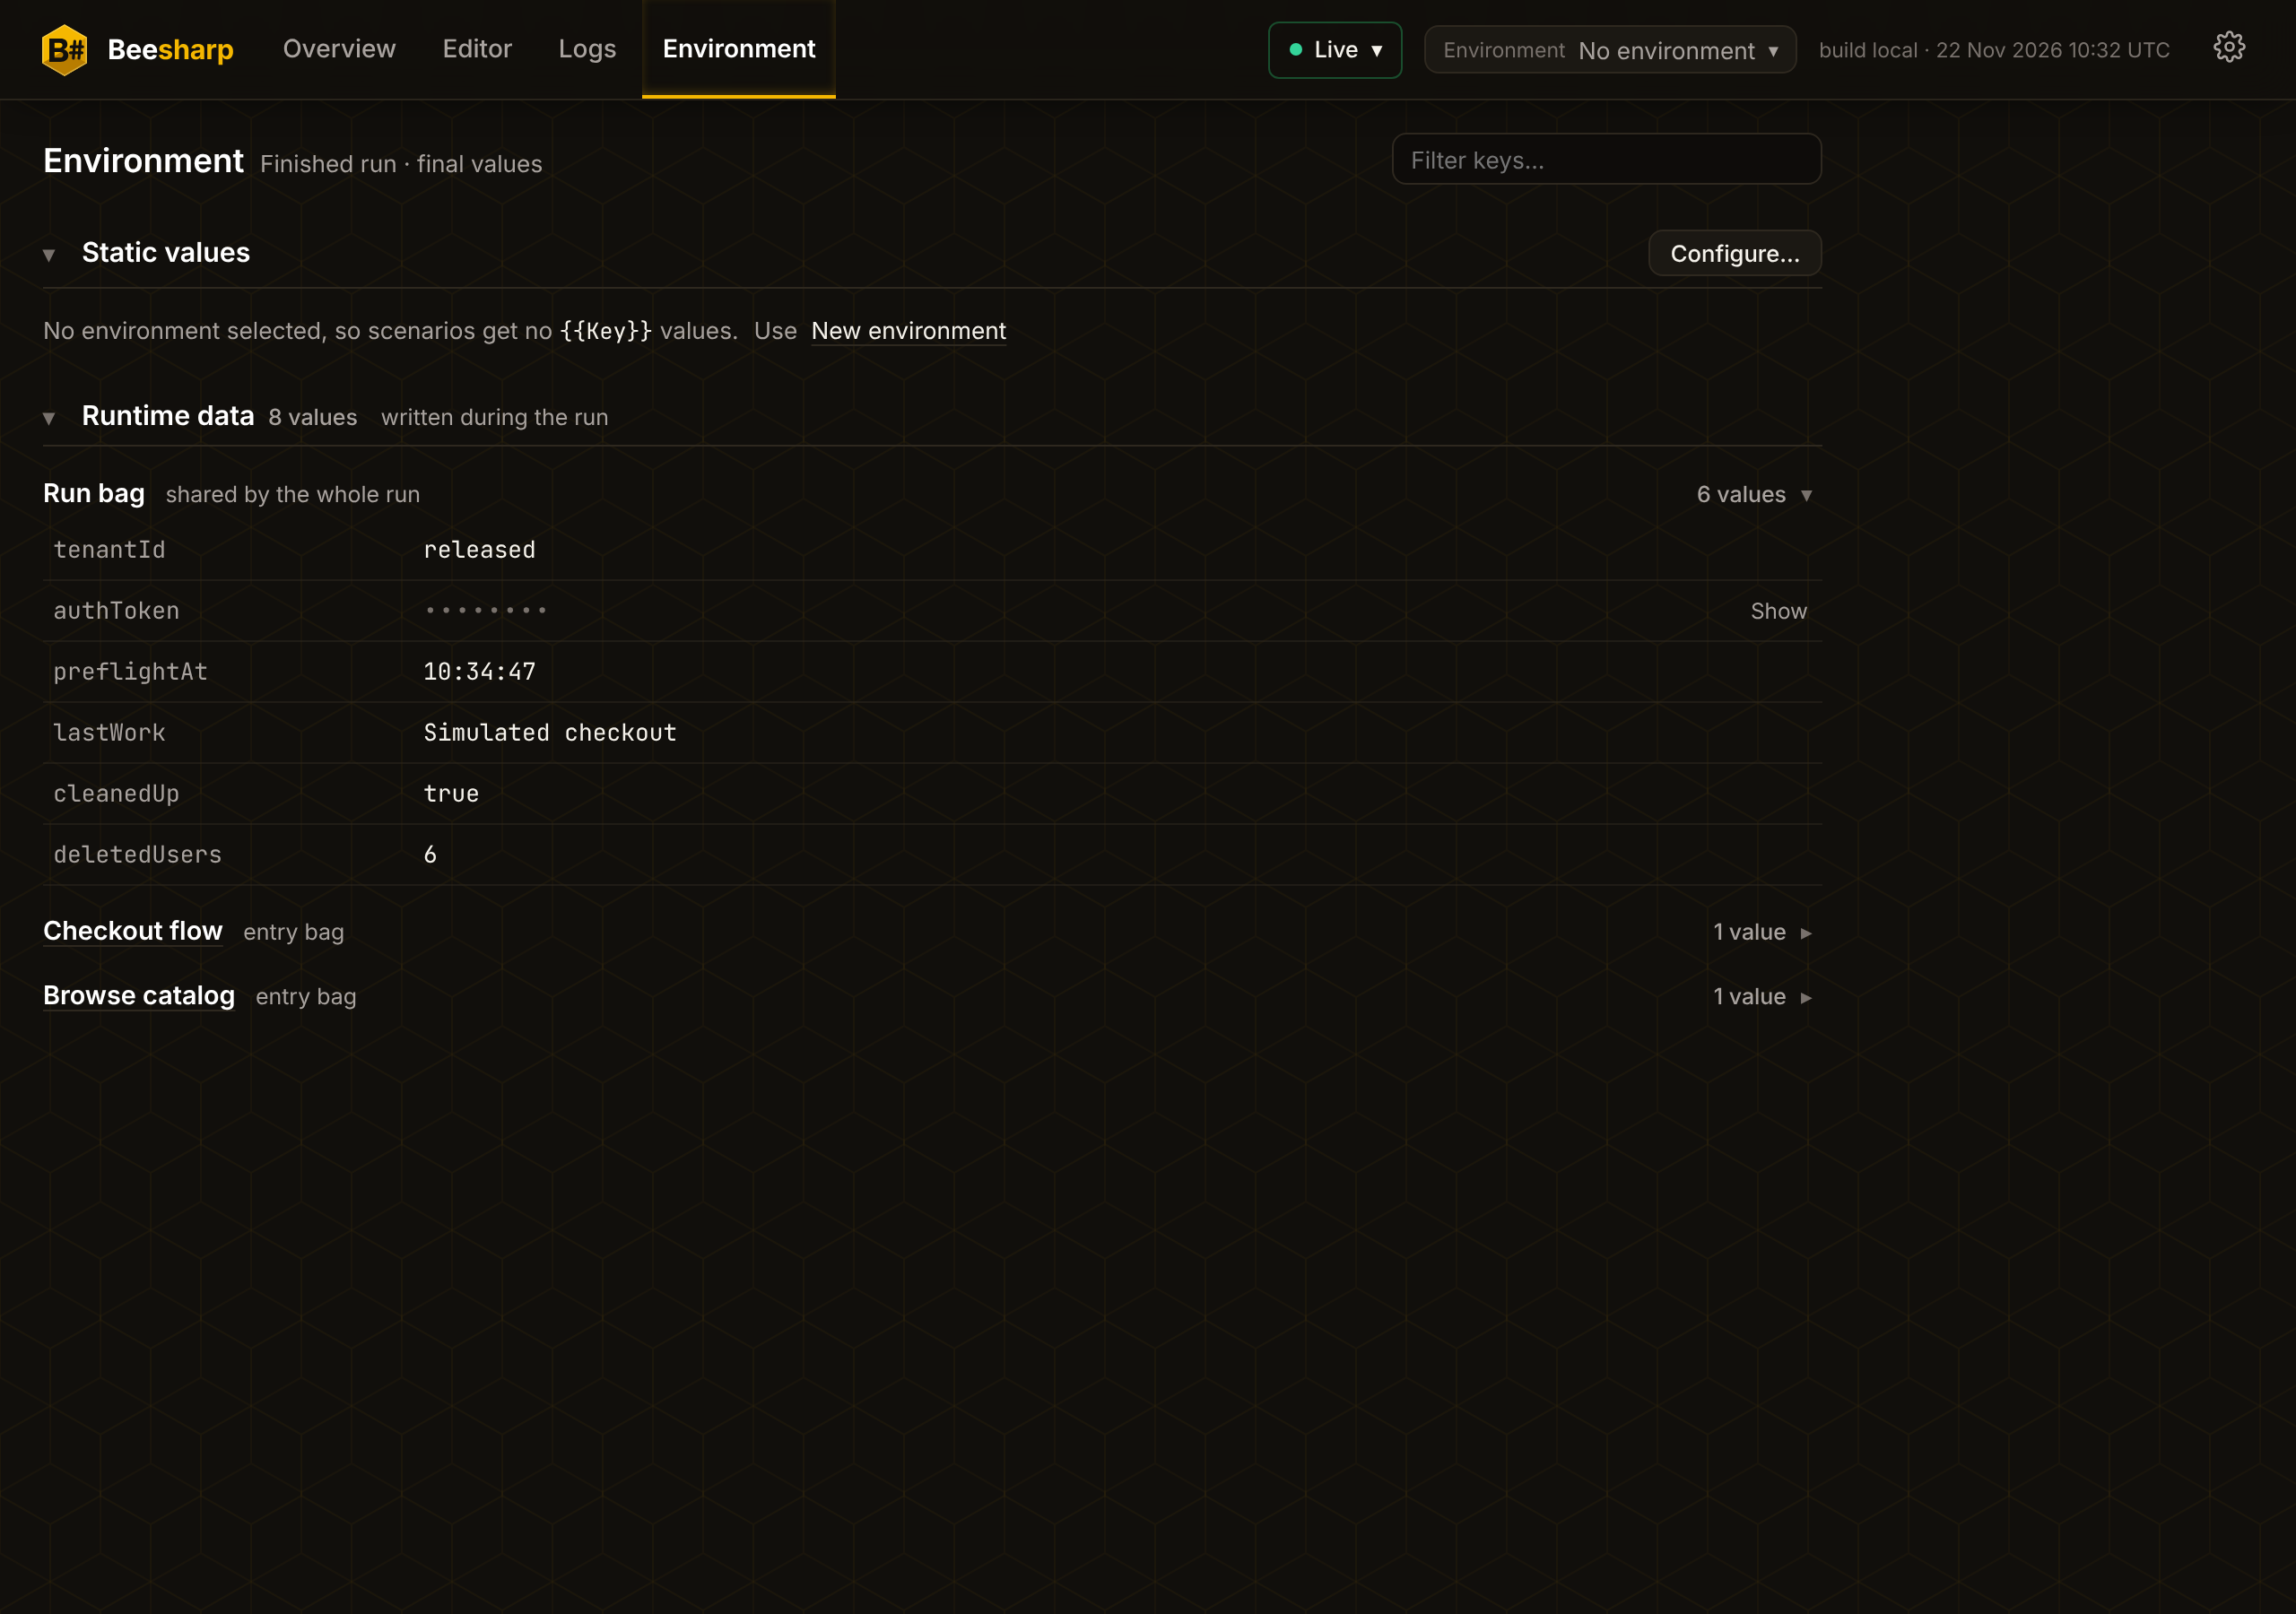 B# Beesharp Overview Editor Logs Environment Live ▾ Environment No environment ▾ build local · 22 Nov 2026 10:32 UTC
Environment Finished run · final values Filter keys...
▾ Static values Configure...
No environment selected, so scenarios get no {{Key}} values. Use New environment
▾ Runtime data 8 values written during the run
Run bag shared by the whole run 6 values ▾
tenantId released
authToken •••••••• Show
preflightAt 10:34:47
lastWork Simulated checkout
cleanedUp true
deletedUsers 6
Checkout flow entry bag 1 value ▸
Browse catalog entry bag 1 value ▸